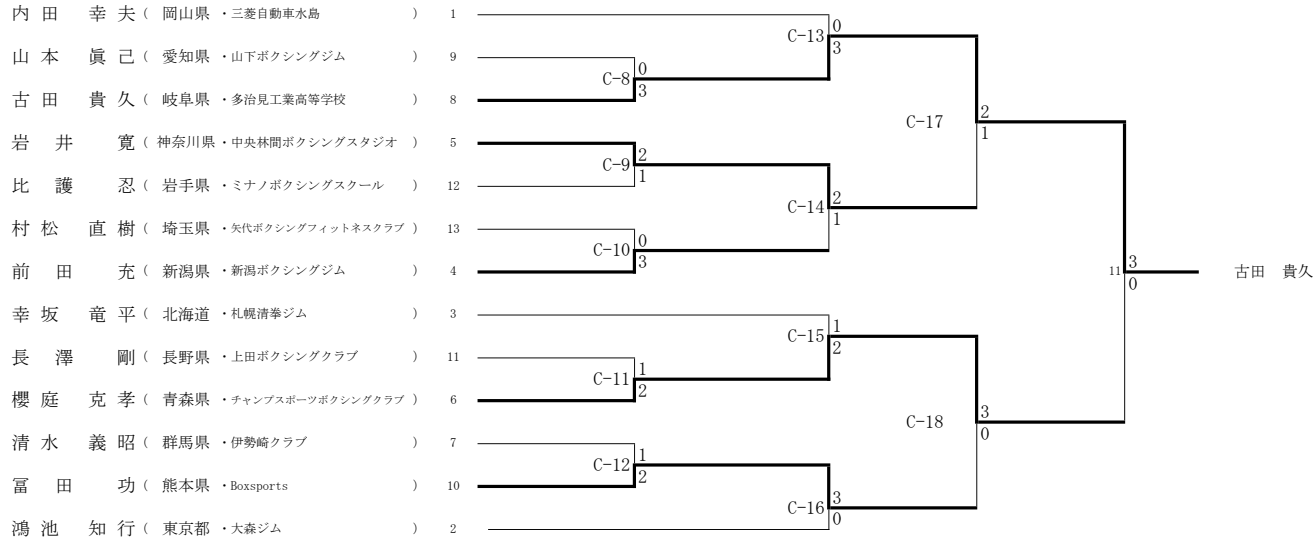 内田 幸夫 ( 岡山県 ・三菱自動車水島 ) 1
山本 眞己 ( 愛知県 ・山下ボクシングジム ) 9
古田 貴久 ( 岐阜県 ・多治見工業高等学校 ) 8
岩井 寛 ( 神奈川県 ・中央林間ボクシングスタジオ ) 5
比護 忍 ( 岩手県 ・ミナノボクシングスクール ) 12
村松 直樹 ( 埼玉県 ・矢代ボクシングフィットネスクラブ ) 13
前田 充 ( 新潟県 ・新潟ボクシングジム ) 4
幸坂 竜平 ( 北海道 ・札幌清拳ジム ) 3
長澤 剛 ( 長野県 ・上田ボクシングクラブ ) 11
櫻庭 克孝 ( 青森県 ・チャンプスポーツボクシングクラブ ) 6
清水 義昭 ( 群馬県 ・伊勢崎クラブ ) 7
冨田 功 ( 熊本県 ・Boxsports ) 10
鴻池 知行 ( 東京都 ・大森ジム ) 2
C-8
0
3
C-9
2
1
C-10
0
3
C-11
1
2
C-12
1
2
C-13
0
3
C-14
2
1
C-15
1
2
C-16
3
0
C-17
2
1
C-18
3
0
11
3
0
古田 貴久